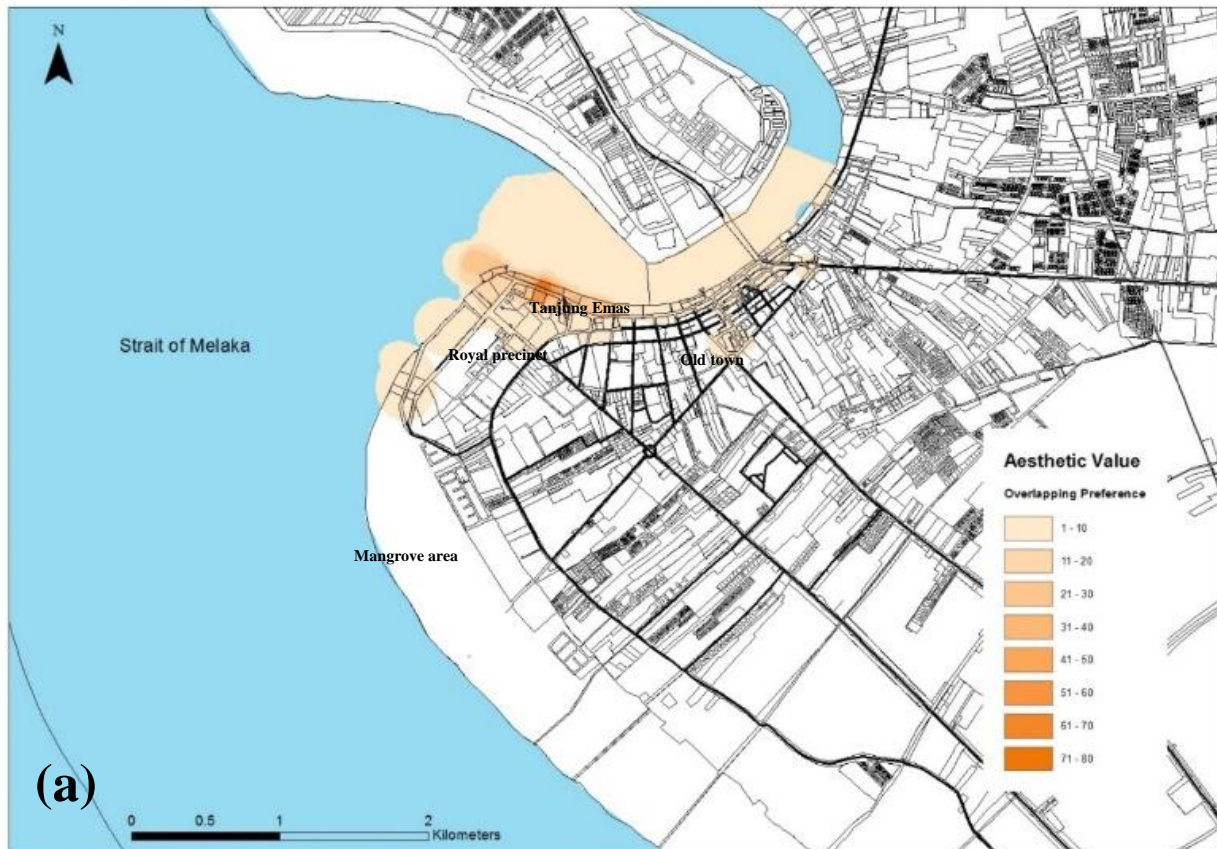 N
Tanjung Emas
Strait of Melaka
Royal precinct
Old town
Aesthetic Value
Overlapping Preference
1 - 10
11 - 20
21 - 30
31 - 40
41 - 50
51 - 60
61 - 70
71 - 80
Mangrove area
(a)
0 0.5 1 2
Kilometers